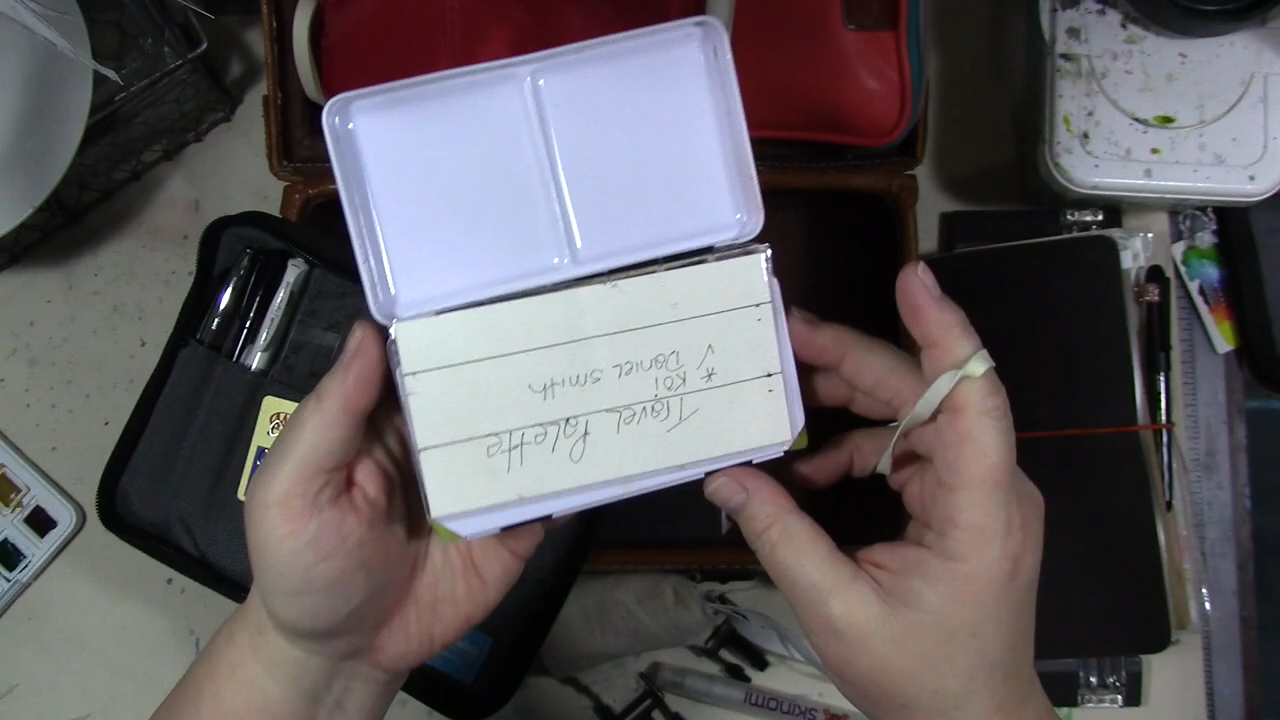 Travel Palette
* Koi
✓ Daniel Smith
skinomi